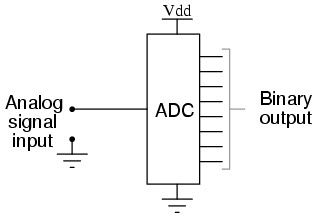 Vdd
Analog
signal
input
ADC
Binary
output